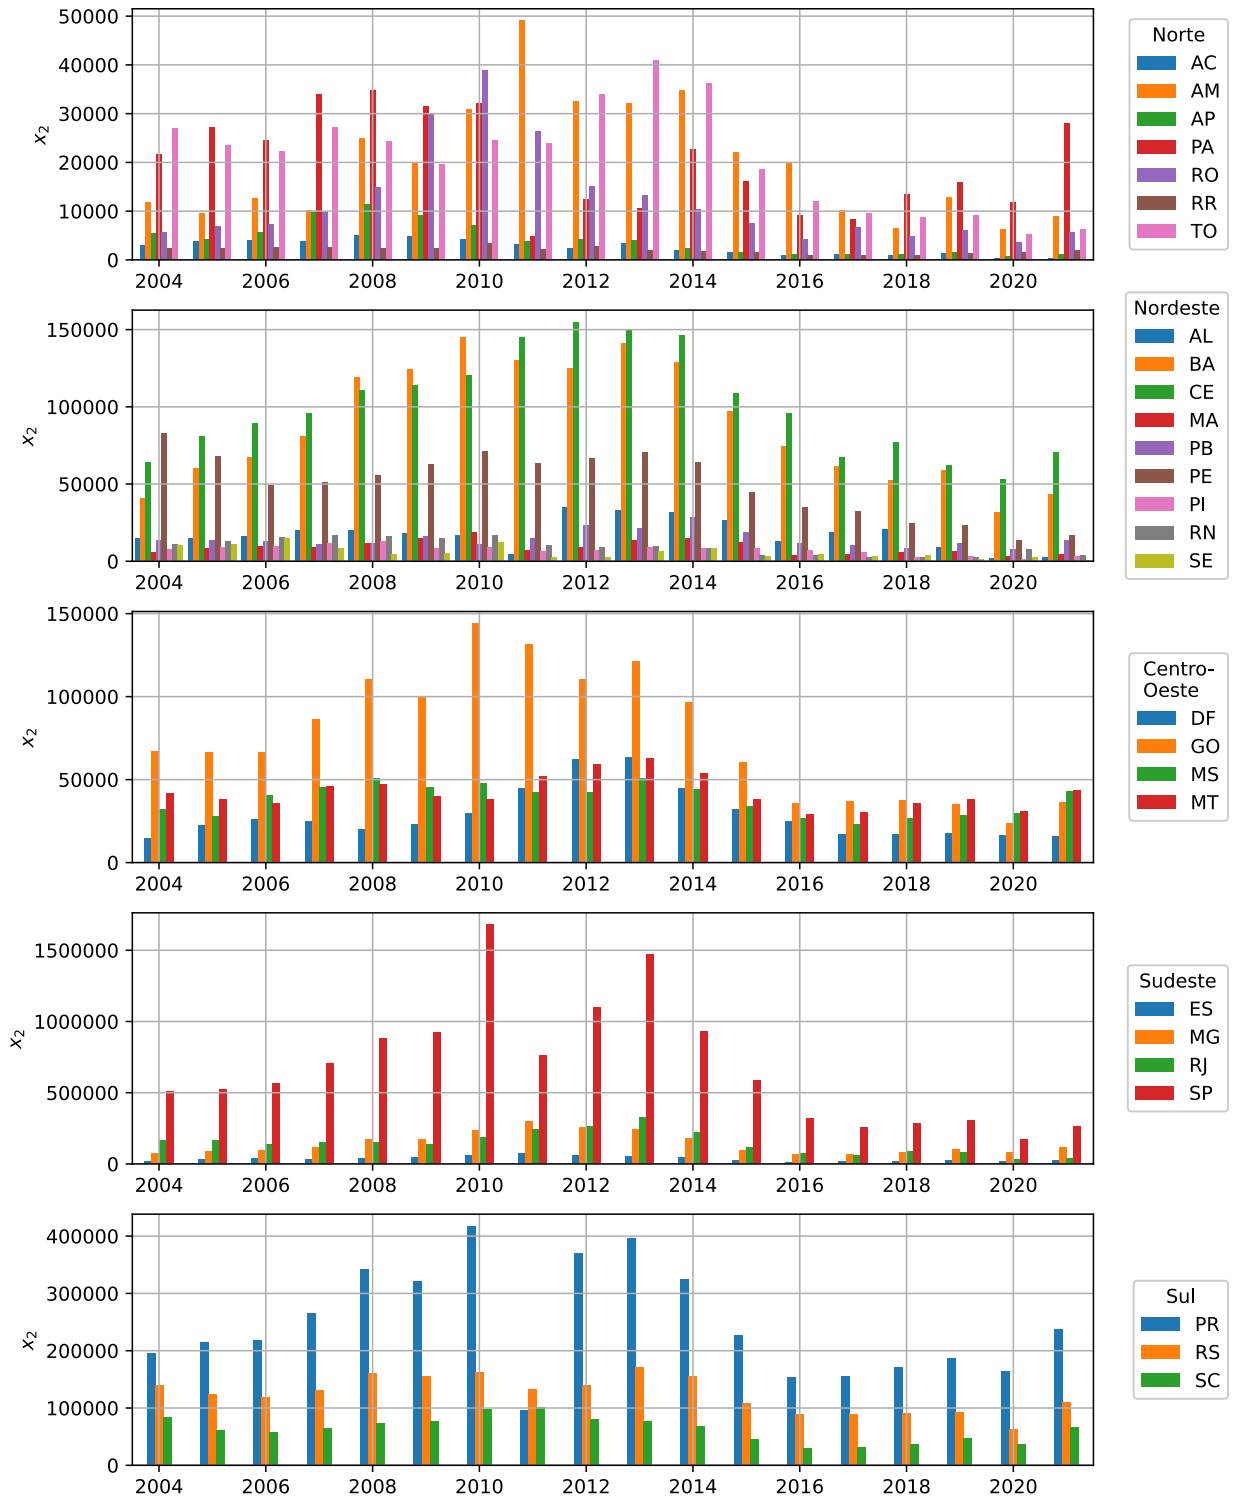 50000
40000
30000
20000
10000
0
x₂
2004 2006 2008 2010 2012 2014 2016 2018 2020
Norte
AC
AM
AP
PA
RO
RR
TO
150000
100000
50000
0
x₂
2004 2006 2008 2010 2012 2014 2016 2018 2020
Nordeste
AL
BA
CE
MA
PB
PE
PI
RN
SE
150000
100000
50000
0
x₂
2004 2006 2008 2010 2012 2014 2016 2018 2020
Centro-
Oeste
DF
GO
MS
MT
1500000
1000000
500000
0
x₂
2004 2006 2008 2010 2012 2014 2016 2018 2020
Sudeste
ES
MG
RJ
SP
400000
300000
200000
100000
0
x₂
2004 2006 2008 2010 2012 2014 2016 2018 2020
Sul
PR
RS
SC